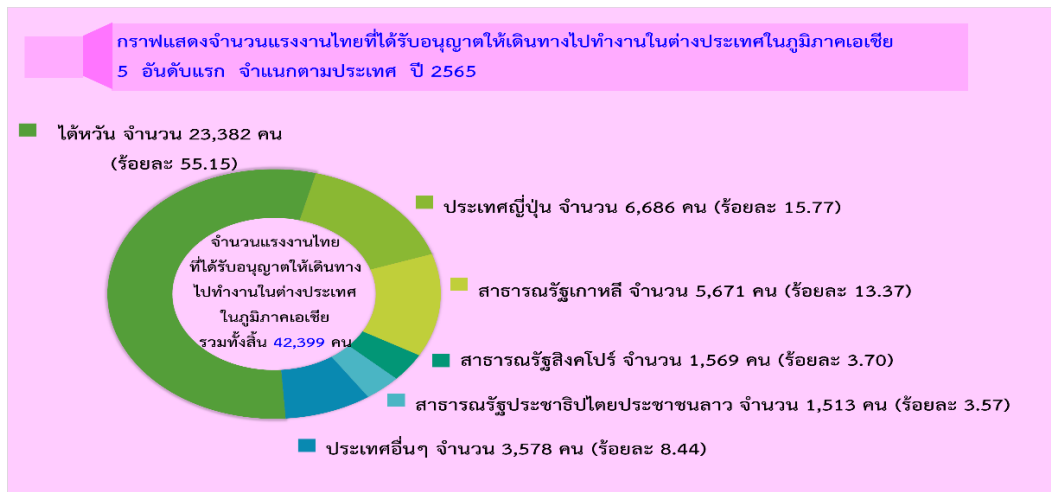 กราฟแสดงจำนวนแรงงานไทยที่ได้รับอนุญาตให้เดินทางไปทำงานในต่างประเทศในภูมิภาคเอเชีย
5 อันดับแรก จำแนกตามประเทศ ปี 2565
ไต้หวัน จำนวน 23,382 คน
(ร้อยละ 55.15)
ประเทศญี่ปุ่น จำนวน 6,686 คน (ร้อยละ 15.77)
จำนวนแรงงานไทย
ที่ได้รับอนุญาตให้เดินทาง
ไปทำงานในต่างประเทศ
ในภูมิภาคเอเชีย
รวมทั้งสิ้น 42,399 คน
สาธารณรัฐเกาหลี จำนวน 5,671 คน (ร้อยละ 13.37)
สาธารณรัฐสิงคโปร์ จำนวน 1,569 คน (ร้อยละ 3.70)
สาธารณรัฐประชาธิปไตยประชาชนลาว จำนวน 1,513 คน (ร้อยละ 3.57)
ประเทศอื่นๆ จำนวน 3,578 คน (ร้อยละ 8.44)